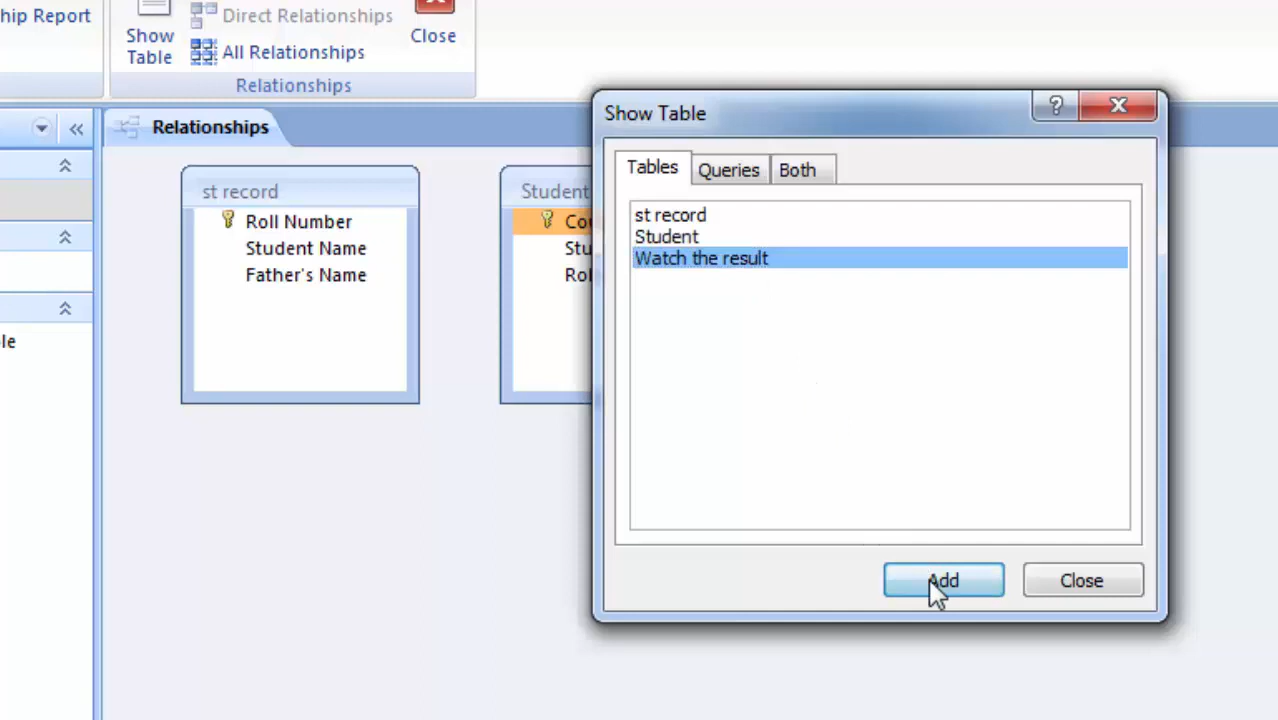 hip Report
Show
Table
Direct Relationships
All Relationships
Close
Relationships
Relationships
st record
Roll Number
Student Name
Father's Name
Student
Show Table
Tables
Queries
Both
st record
Student
Watch the result
Add
Close